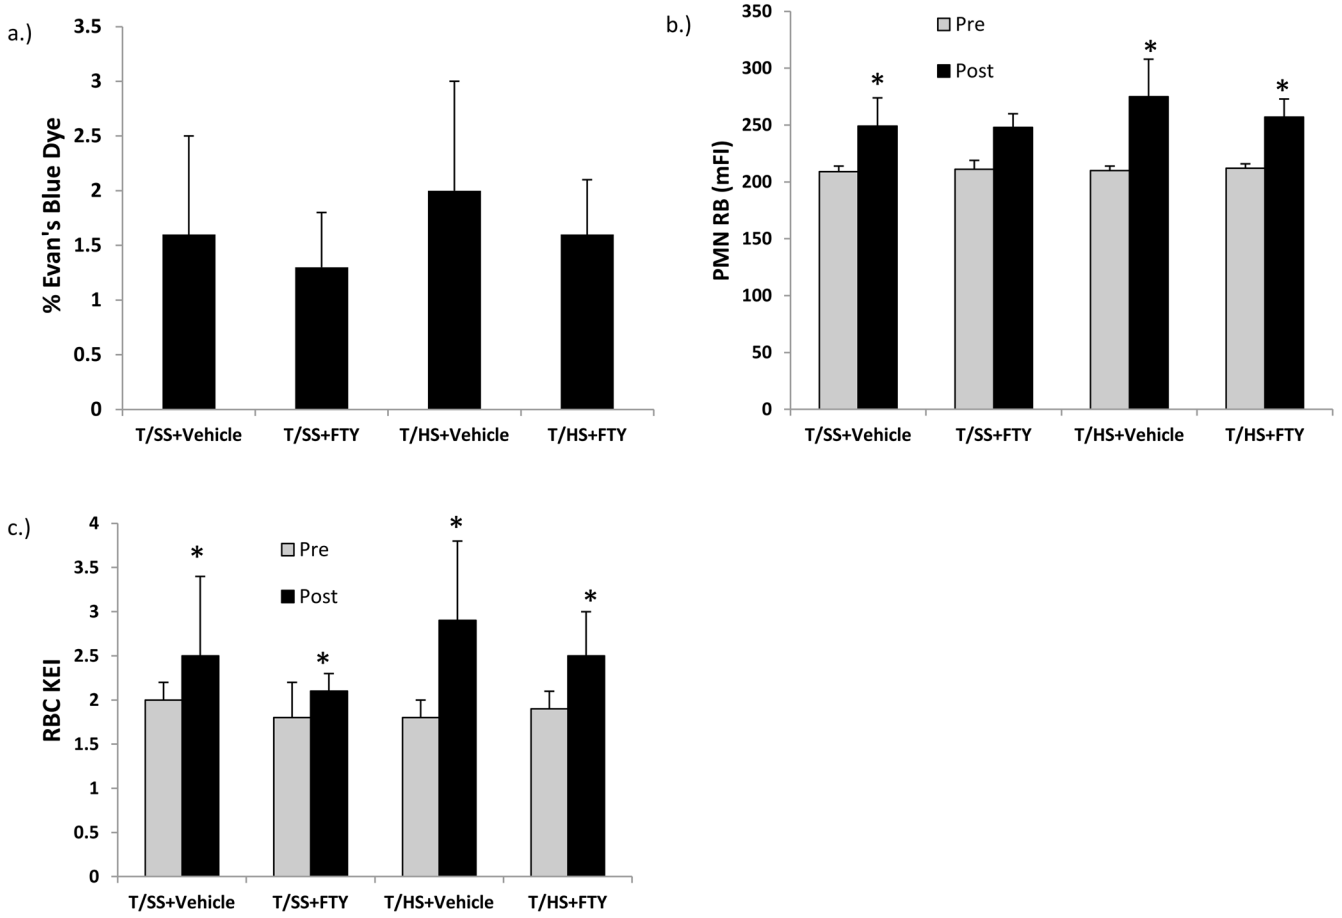 a.)
% Evan's Blue Dye
3.5
3
2.5
2
1.5
1
0.5
0
T/SS+Vehicle T/SS+FTY T/HS+Vehicle T/HS+FTY
b.)
PMN RB (mFI)
350
300
250
200
150
100
50
0
Pre
Post
*
*
*
T/SS+Vehicle T/SS+FTY T/HS+Vehicle T/HS+FTY
c.)
RBC KEI
4
3.5
3
2.5
2
1.5
1
0.5
0
Pre
Post
*
*
*
*
T/SS+Vehicle T/SS+FTY T/HS+Vehicle T/HS+FTY